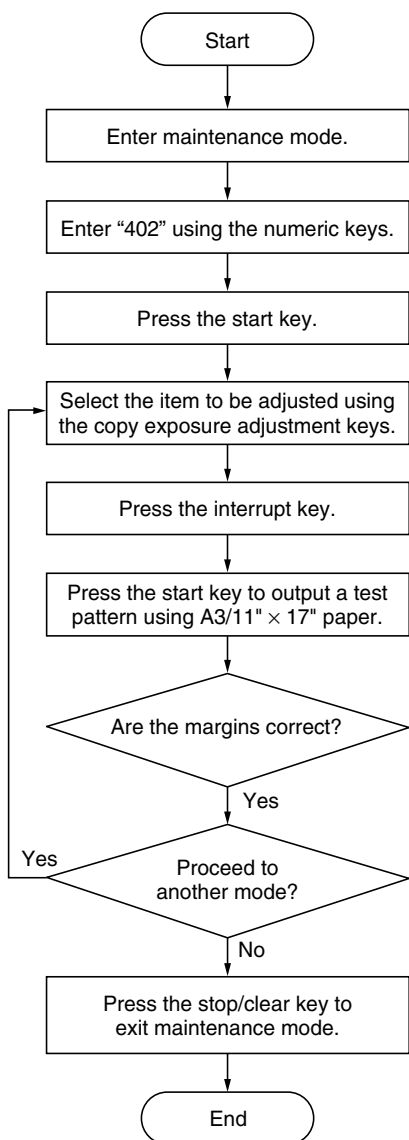 Start
Enter maintenance mode.
Enter “402” using the numeric keys.
Press the start key.
Select the item to be adjusted using
the copy exposure adjustment keys.
Press the interrupt key.
Press the start key to output a test
pattern using A3/11" × 17" paper.
Are the margins correct?
Yes
Yes
Proceed to
another mode?
No
Press the stop/clear key to
exit maintenance mode.
End